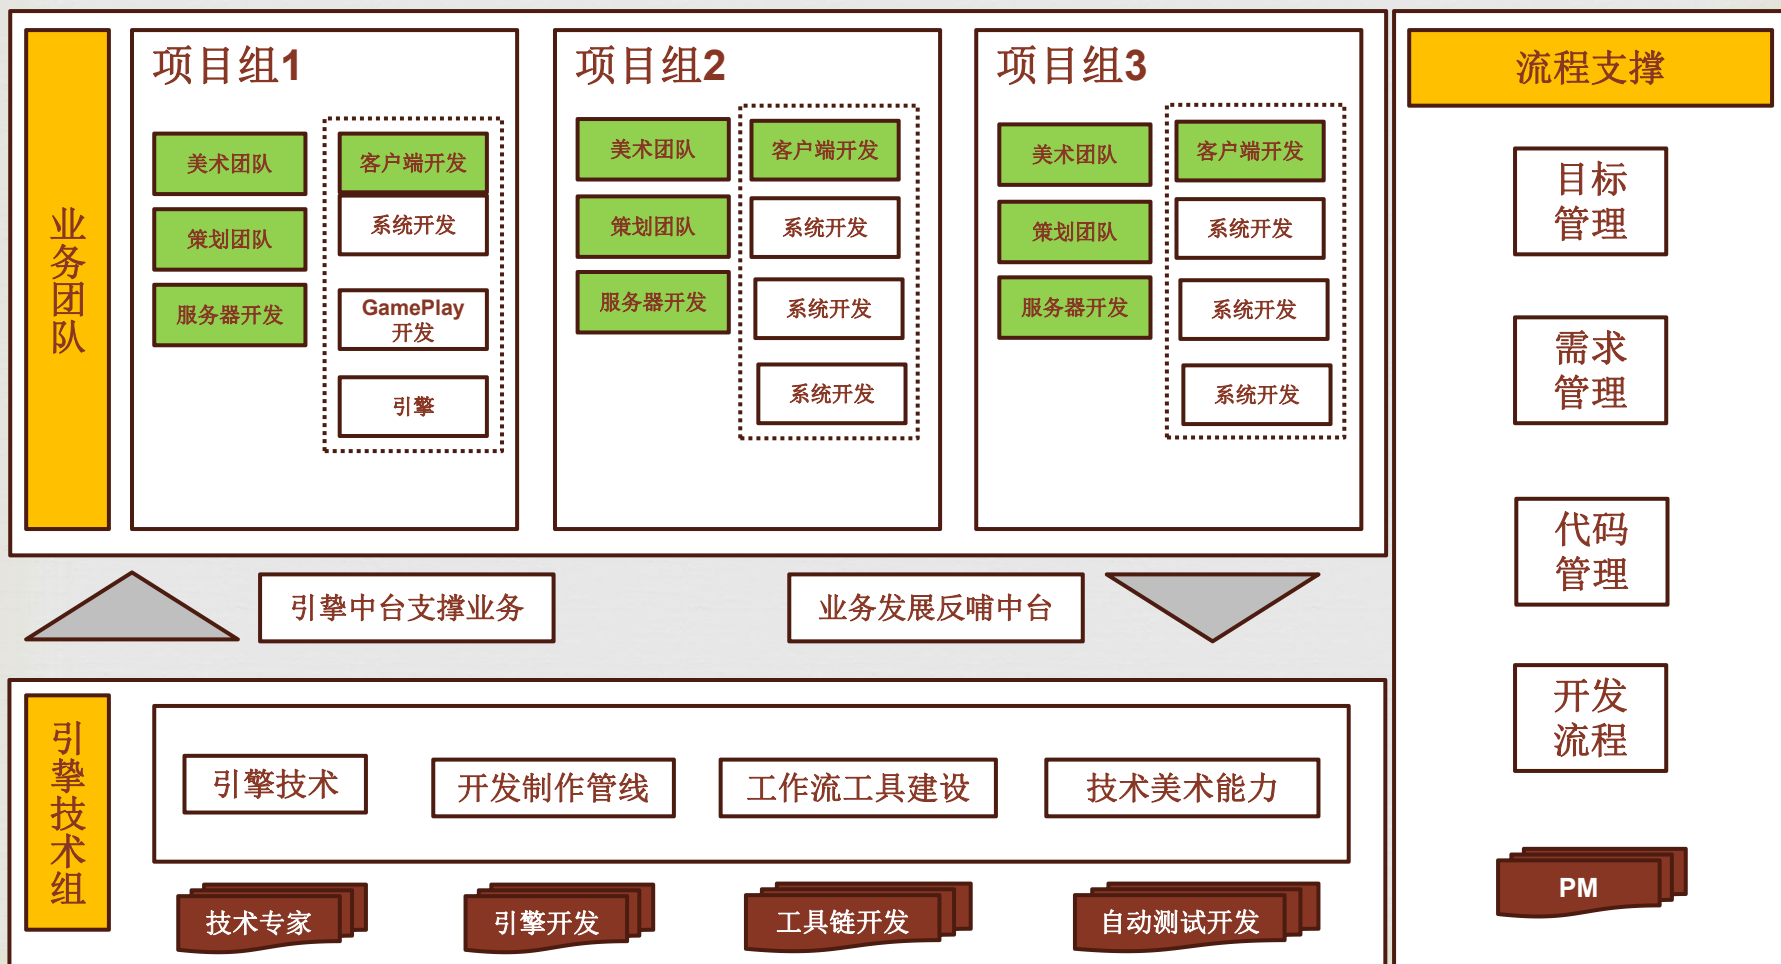 业务团队
项目组1
美术团队
策划团队
服务器开发
客户端开发
系统开发
GamePlay
开发
引擎
项目组2
美术团队
策划团队
服务器开发
客户端开发
系统开发
系统开发
系统开发
项目组3
美术团队
策划团队
服务器开发
客户端开发
系统开发
系统开发
系统开发
引挚中台支撑业务
业务发展反哺中台
引挚技术组
引擎技术
开发制作管线
工作流工具建设
技术美术能力
技术专家
引擎开发
工具链开发
自动测试开发
流程支撑
目标
管理
需求
管理
代码
管理
开发
流程
PM